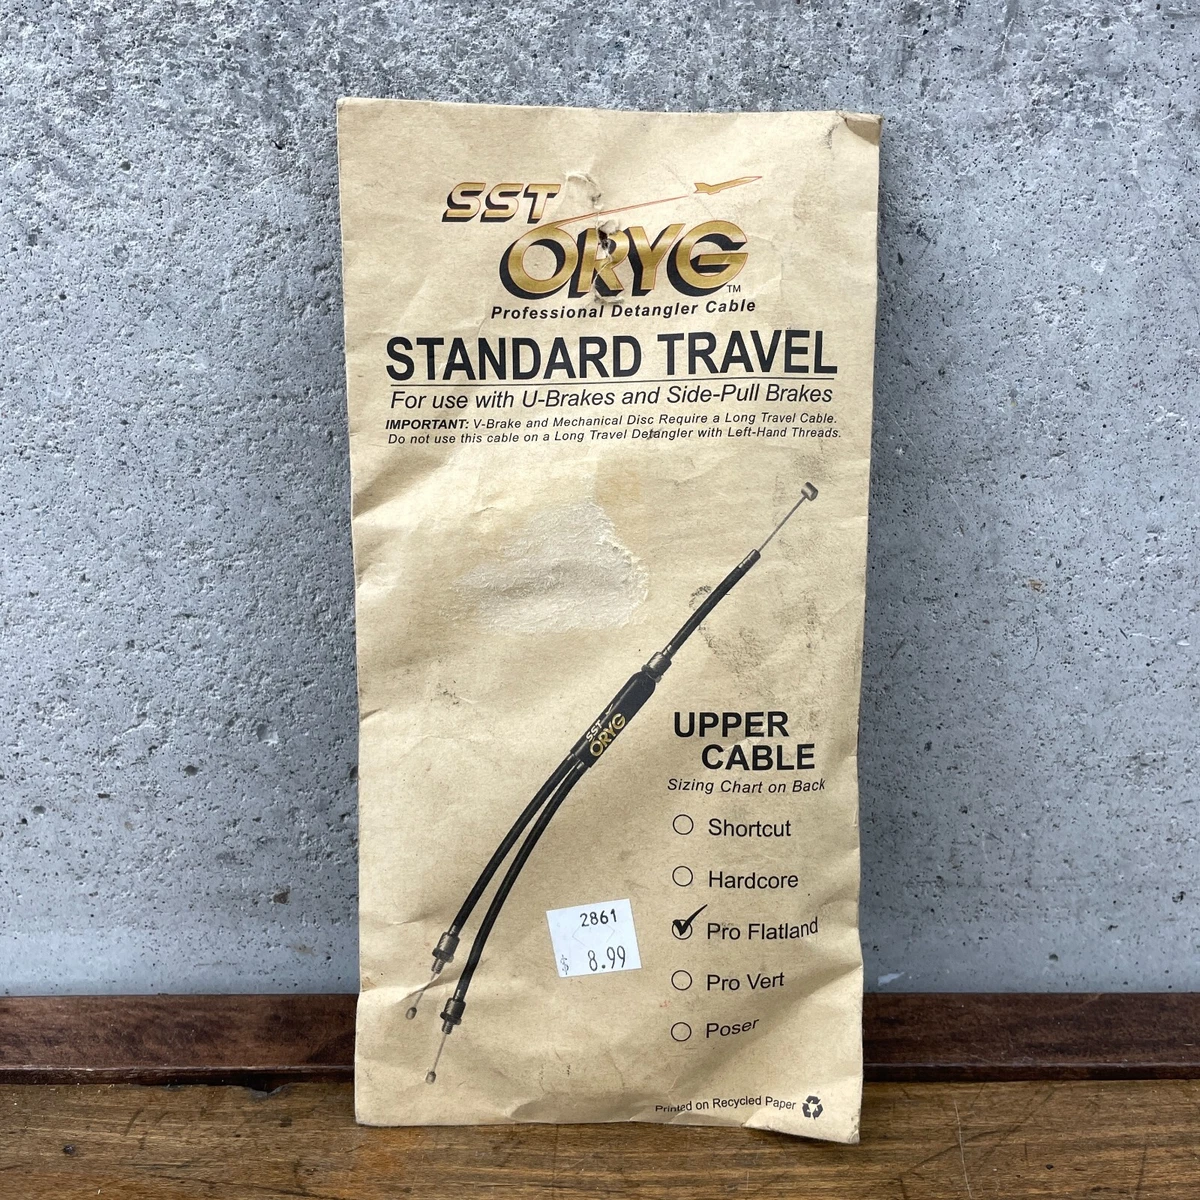 SST
ORYG TM
Professional Detangler Cable
STANDARD TRAVEL
For use with U-Brakes and Side-Pull Brakes
IMPORTANT: V-Brake and Mechanical Disc Require a Long Travel Cable.
Do not use this cable on a Long Travel Detangler with Left-Hand Threads.
SST
ORYG
UPPER
CABLE
Sizing Chart on Back
Shortcut
Hardcore
Pro Flatland
Pro Vert
Poser
2861
$ 8.99
Printed on Recycled Paper